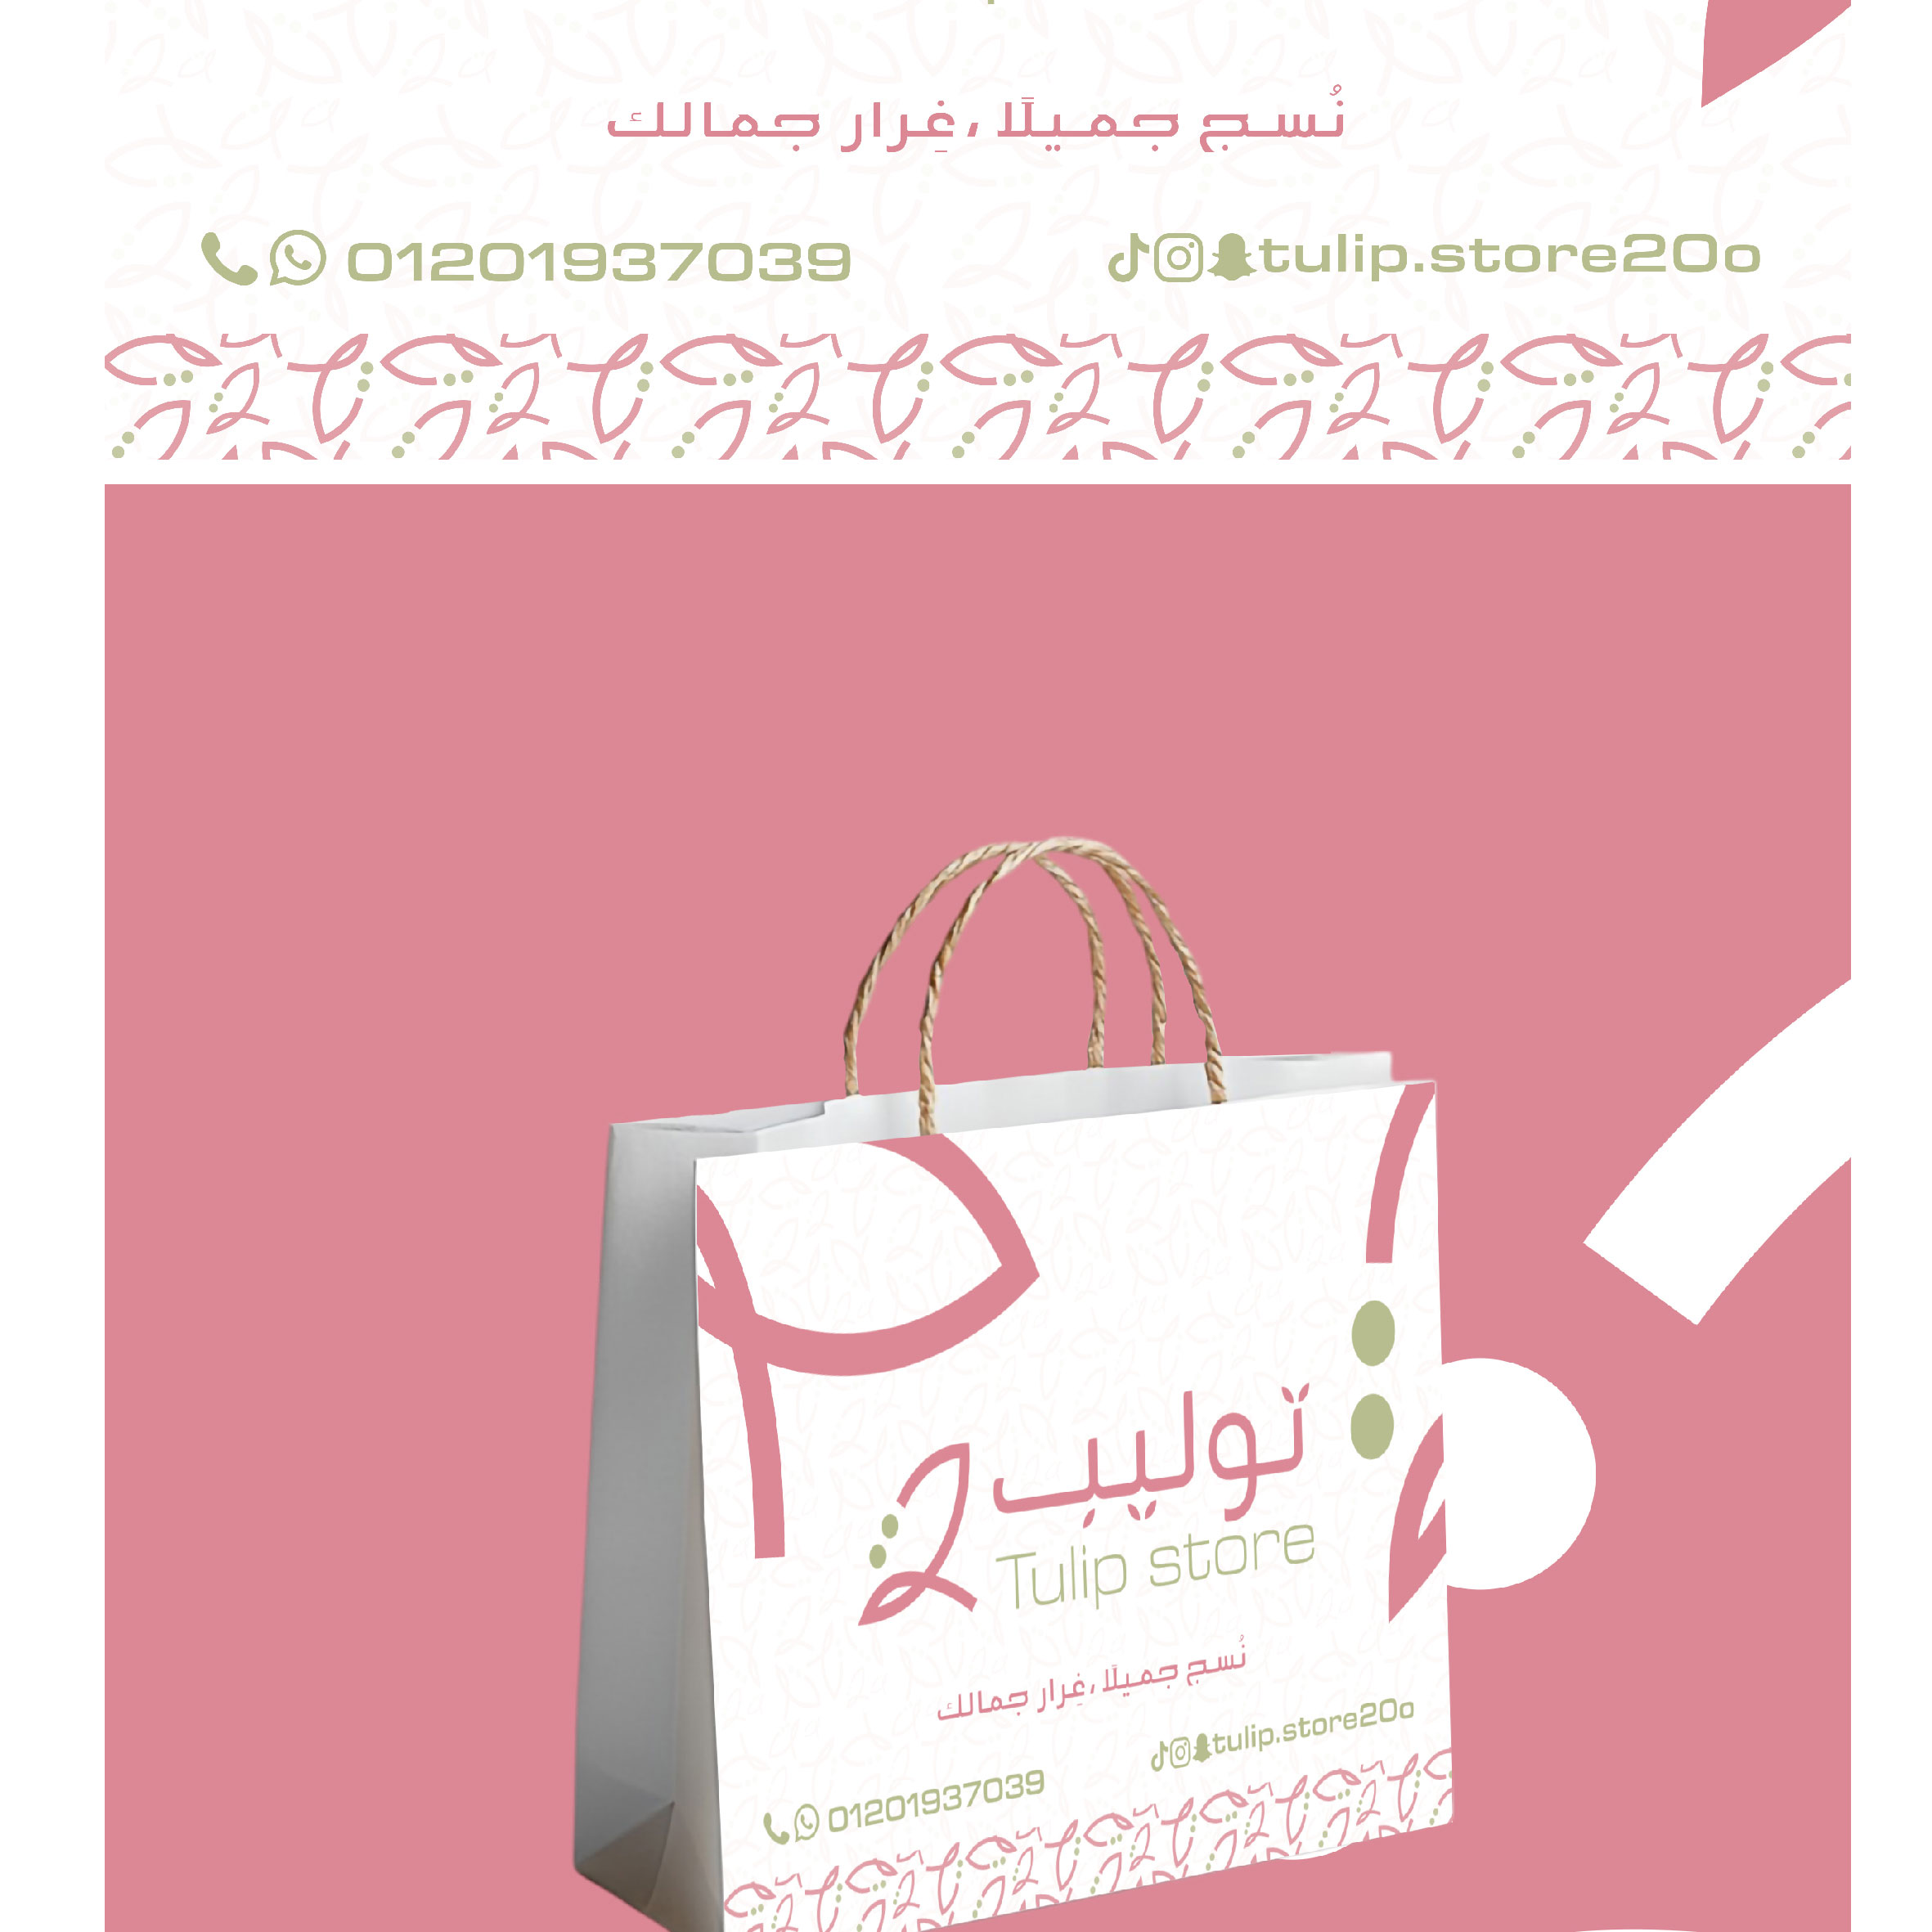 نُسج جميلًا،غِرار جمالك
01201937039
tulip.store20o
توليب
Tulip store
نُسج جميلًا،غِرار جمالك
tulip.store20o
01201937039